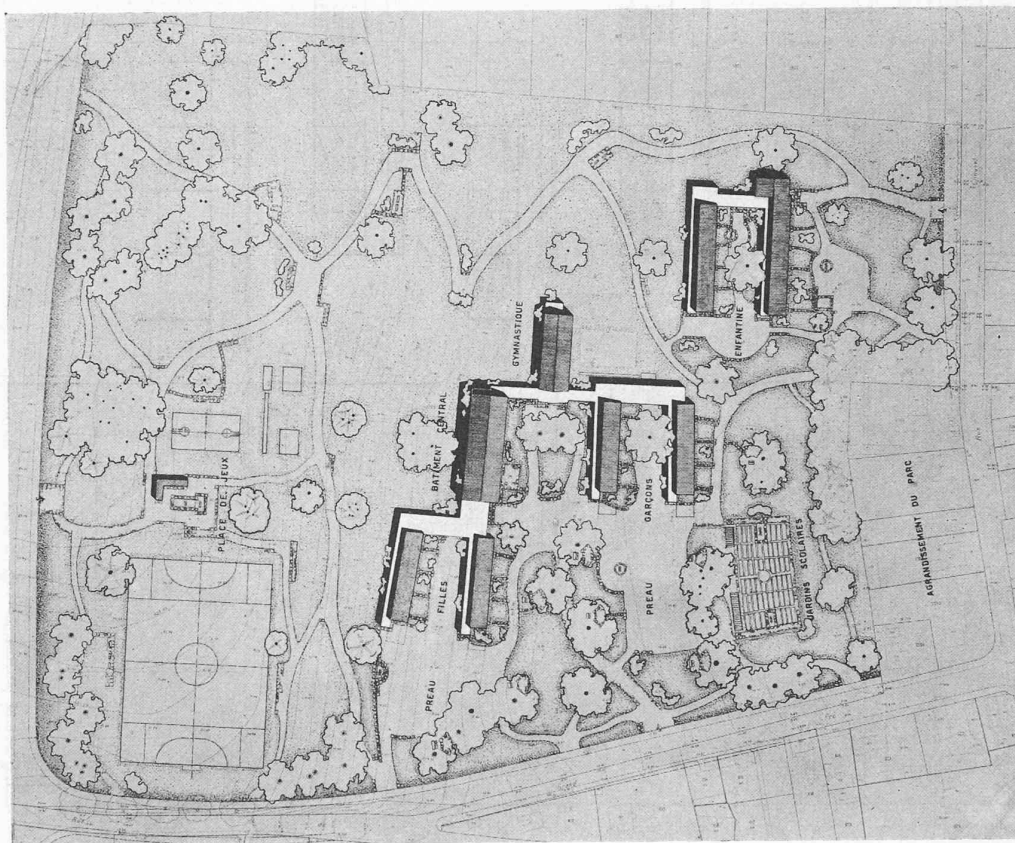 PLACE DE JEUX
PREAU
FILLES
BATIMENT CENTRAL
GYMNASTIQUE
PREAU
GARÇONS
ENFANTINE
JARDINS SCOLAIRES
AGRANDISSEMENT DU PARC